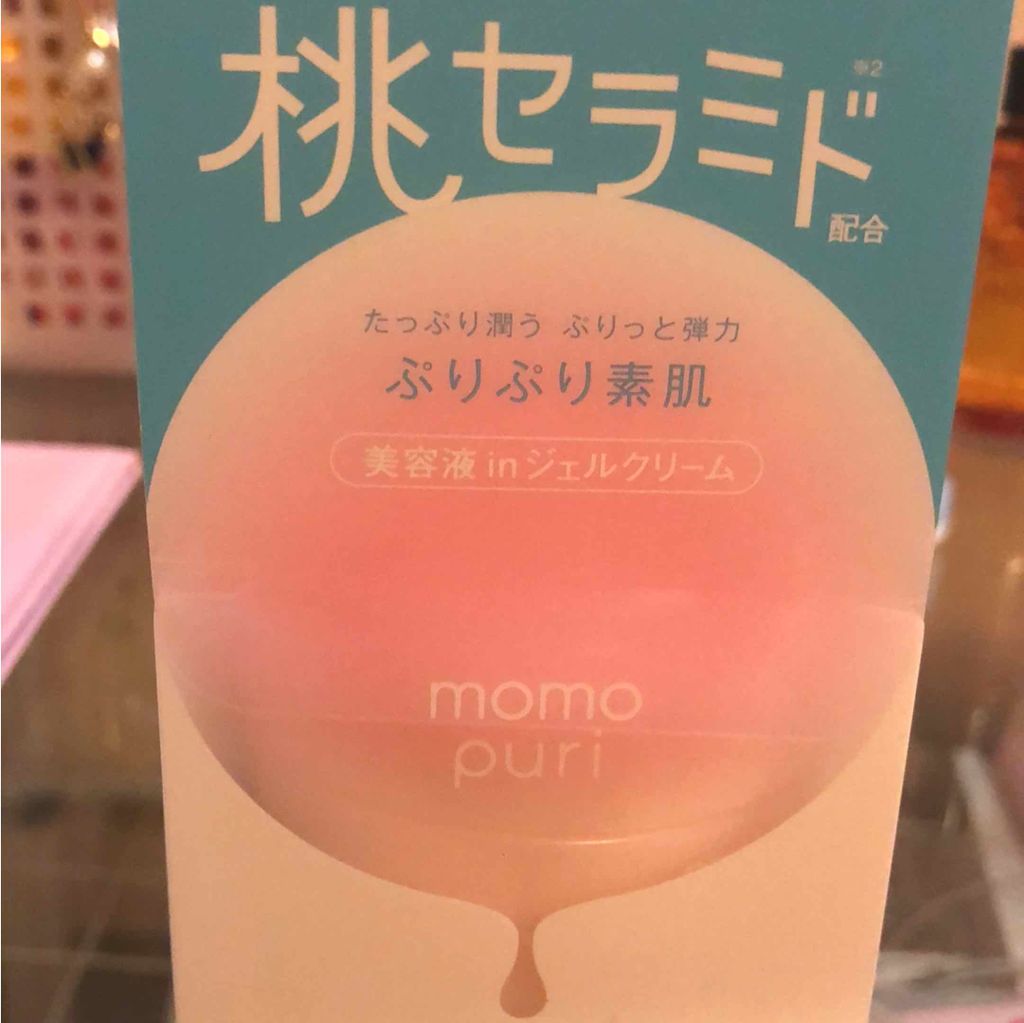 桃セラミド※2
配合
たっぷり潤う ぷりっと弾力
ぷりぷり素肌
美容液inジェルクリーム
momo
puri